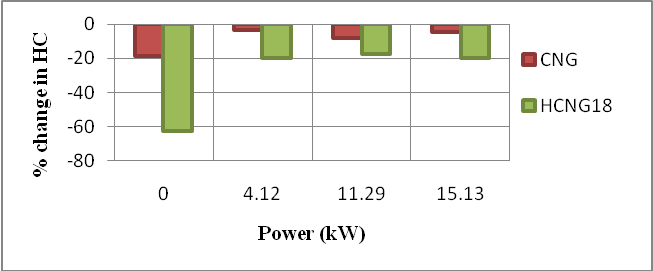 0
-20
-40
-60
-80
% change in HC
0 4.12 11.29 15.13
Power (kW)
CNG
HCNG18